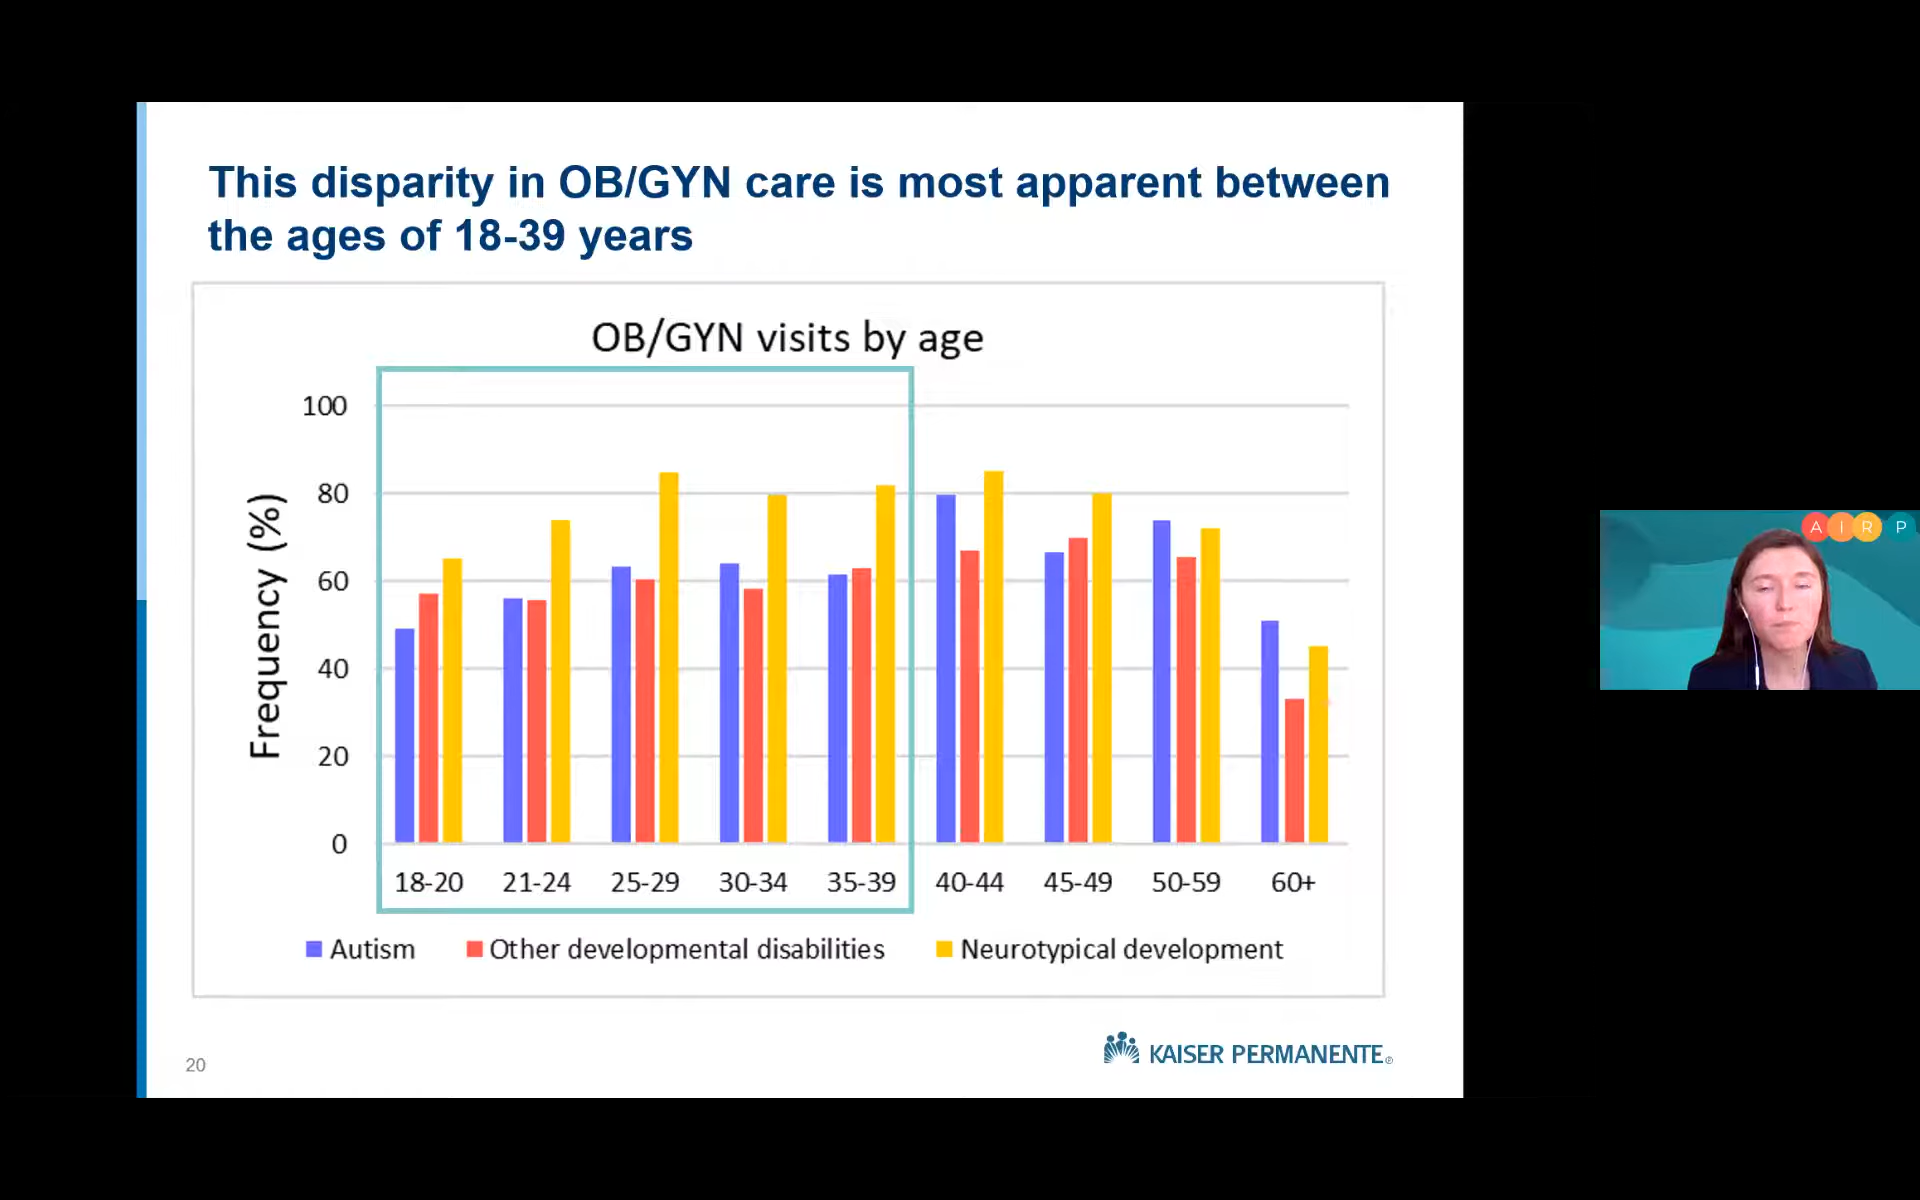 This disparity in OB/GYN care is most apparent between
the ages of 18-39 years
OB/GYN visits by age
Frequency (%)
100
80
60
40
20
0
18-20 21-24 25-29 30-34 35-39 40-44 45-49 50-59 60+
Autism Other developmental disabilities Neurotypical development
20
KAISER PERMANENTE®
A I R P